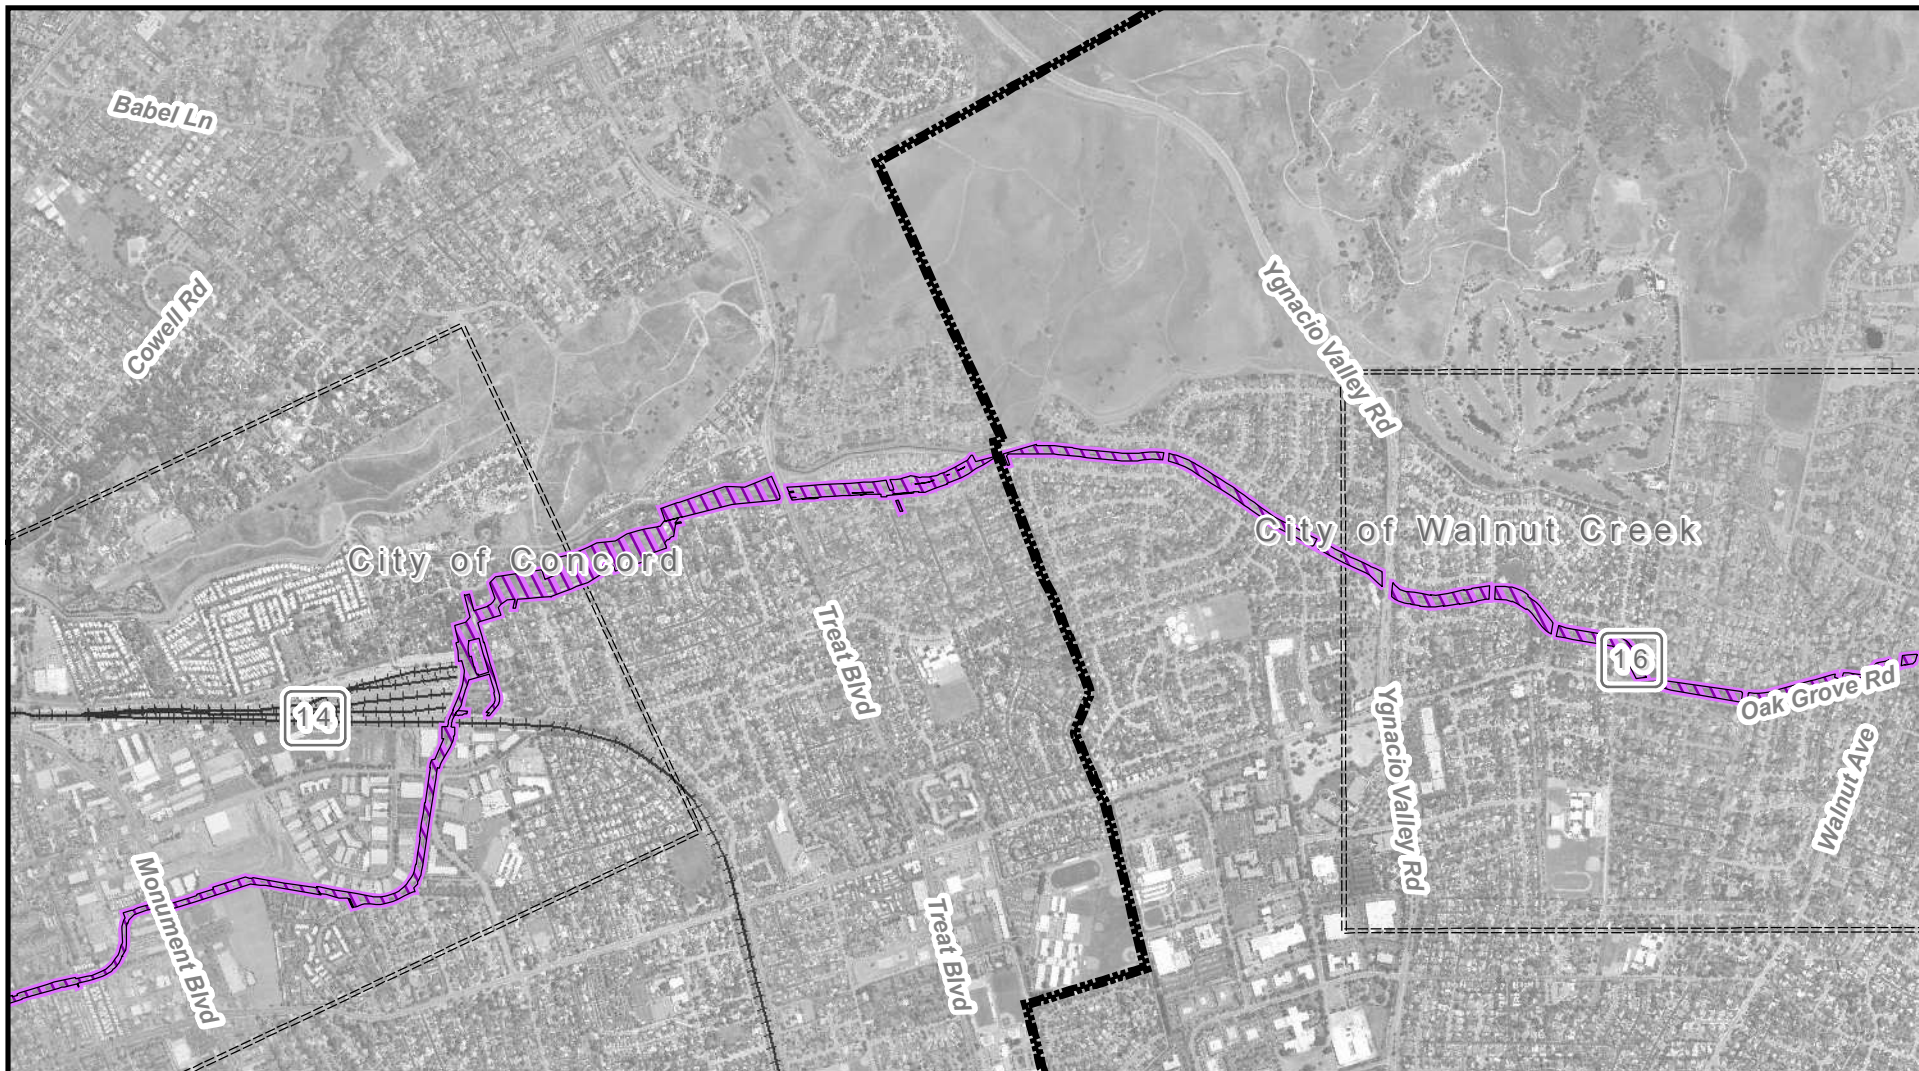 Babel Ln
Cowell Rd
Ygnacio Valley Rd
City of Walnut Creek
City of Concord
Treat Blvd
16
Oak Grove Rd
14
Ygnacio Valley Rd
Walnut Ave
Monument Blvd
Treat Blvd